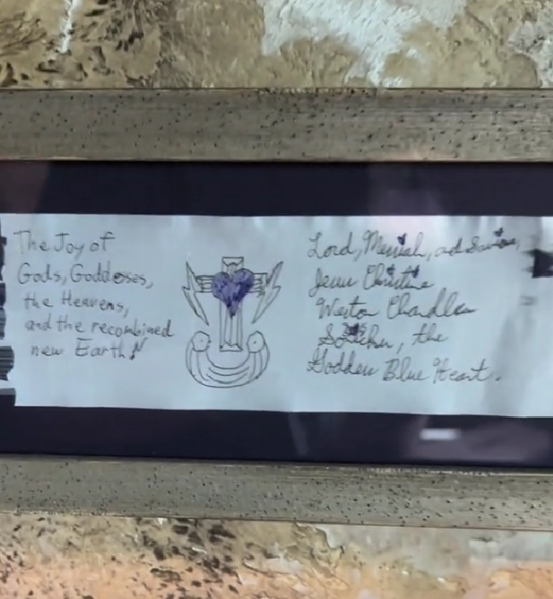 The Joy of
Gods, Goddesses,
the Heavens,
and the recombined
new Earth
Lord, Messiah, and Savior,
Jesus Christine
Weston Chandler
the
Goddess Blue Heart.